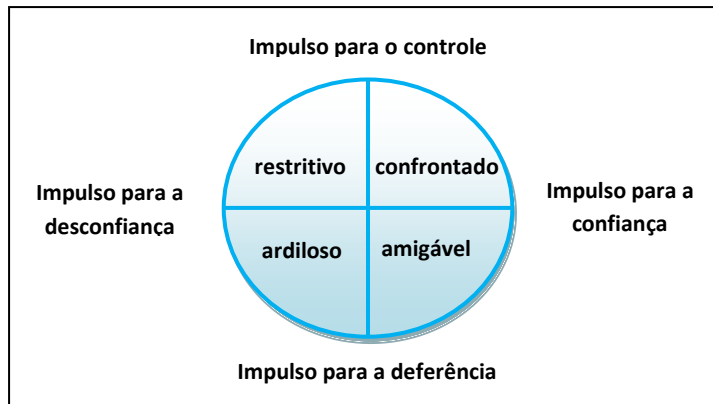 Impulso para o controle
restritivo
confrontado
Impulso para a
desconfiança
Impulso para a
confiança
ardiloso
amigável
Impulso para a deferência